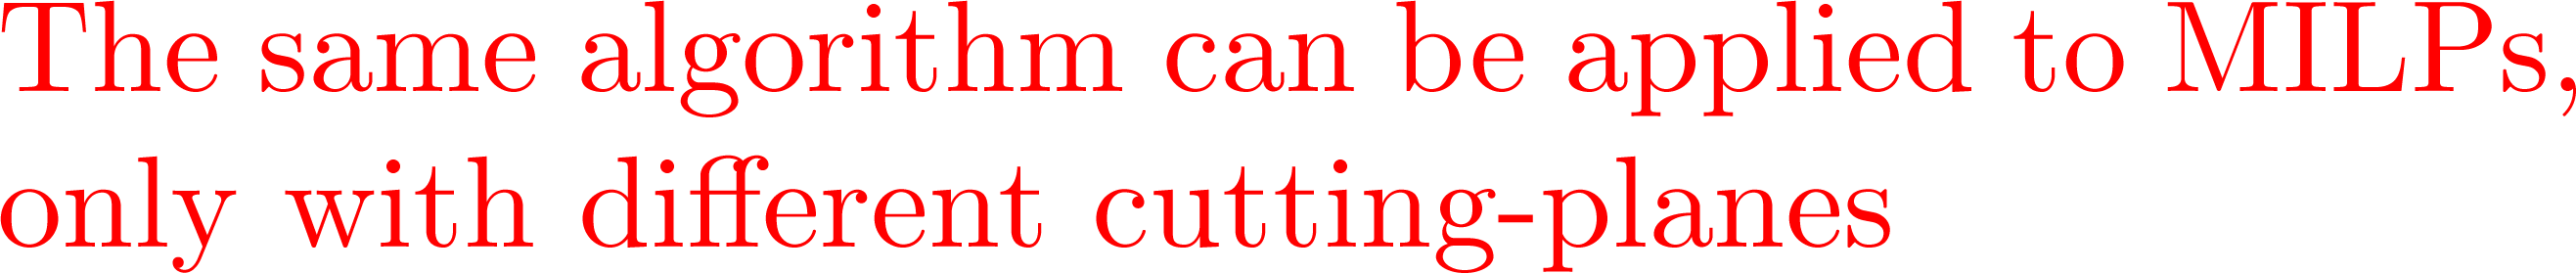 The same algorithm can be applied to MILPs,
only with different cutting-planes